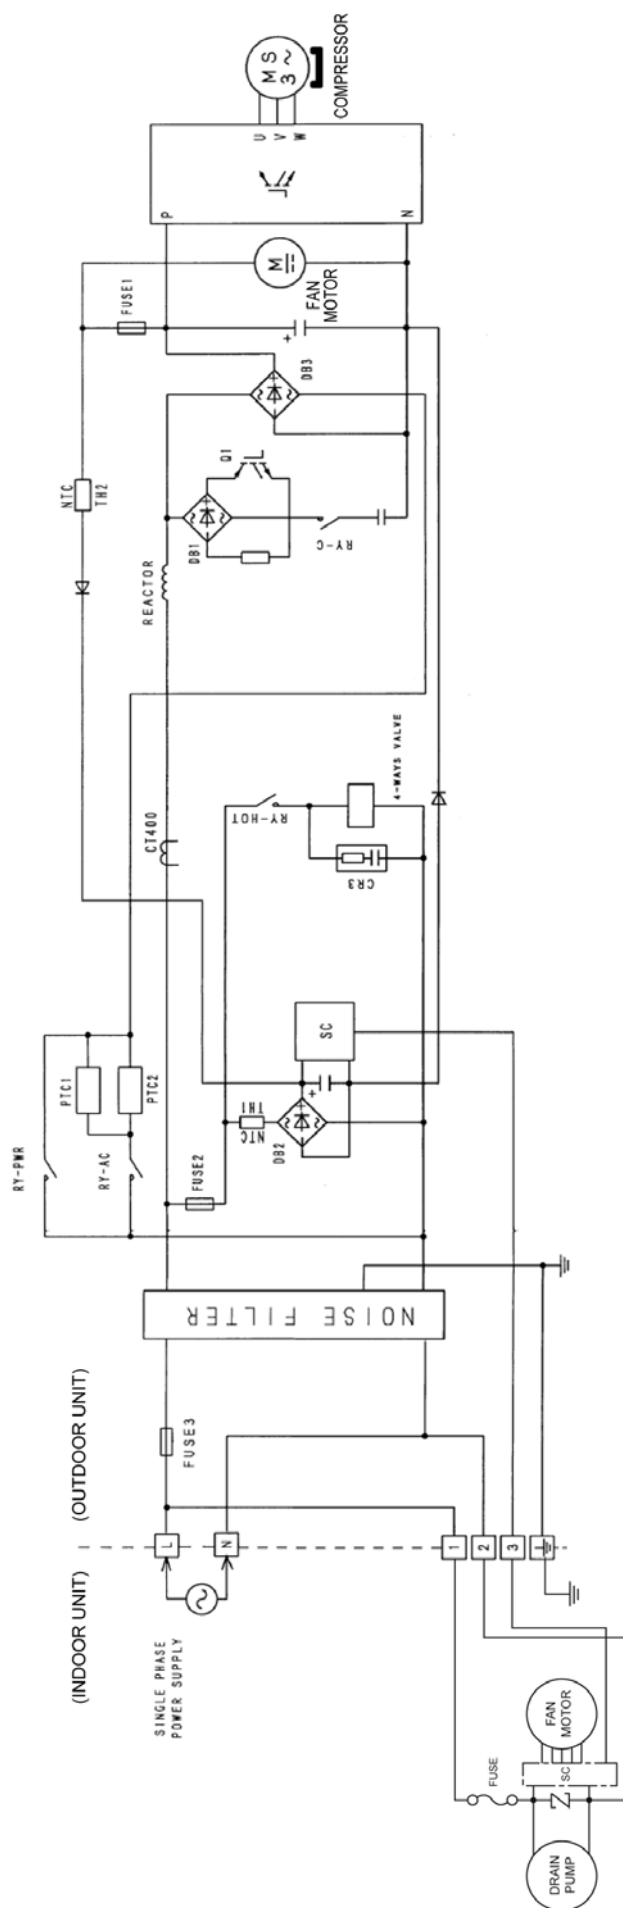 M S
3 ~
COMPRESSOR
U
V
W
P
N
M
FAN
MOTOR
FUSE1
+
DB3
NTC
TH2
Q1
DB1
RY-C
REACTOR
4-WAYS VALVE
RY-HOT
CR3
CT400
SC
+
NTC
TH1
DB2
PTC1
PTC2
RY-PWR
RY-AC
FUSE2
NOISE FILTER
(OUTDOOR UNIT)
FUSE3
L
N
1
2
3
(INDOOR UNIT)
SINGLE PHASE
POWER SUPPLY
FUSE
FAN
MOTOR
SC
DRAIN
PUMP